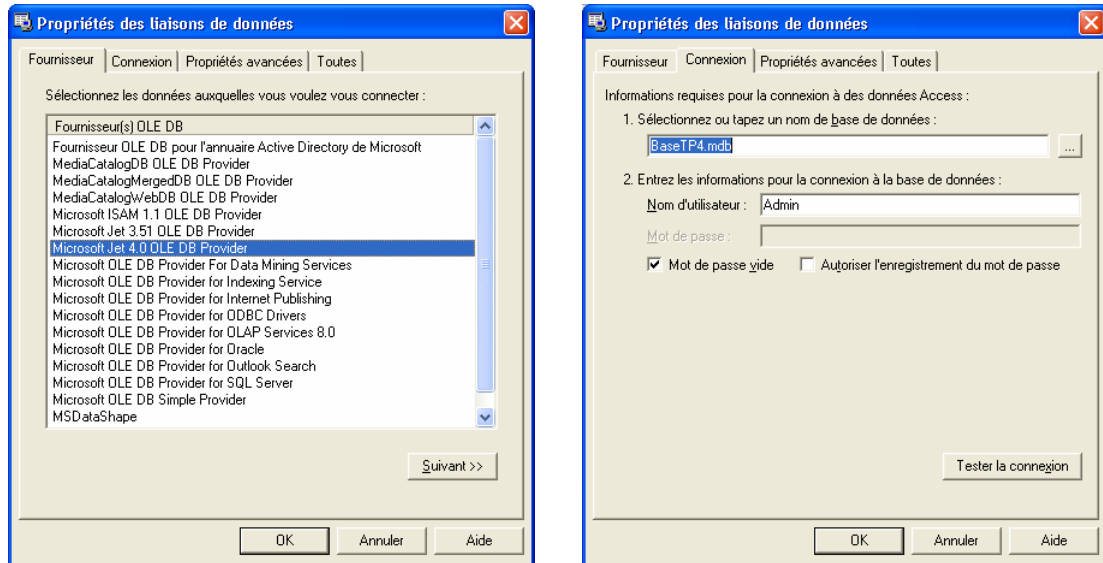 Propriétés des liaisons de données
Fournisseur Connexion Propriétés avancées Toutes
Sélectionnez les données auxquelles vous voulez vous connecter :
Fournisseur(s) OLE DB
Fournisseur OLE DB pour l'annuaire Active Directory de Microsoft
MediaCatalogDB OLE DB Provider
MediaCatalogMergedDB OLE DB Provider
MediaCatalogWebDB OLE DB Provider
Microsoft ISAM 1.1 OLE DB Provider
Microsoft Jet 3.51 OLE DB Provider
Microsoft Jet 4.0 OLE DB Provider
Microsoft OLE DB Provider For Data Mining Services
Microsoft OLE DB Provider for Indexing Service
Microsoft OLE DB Provider for Internet Publishing
Microsoft OLE DB Provider for ODBC Drivers
Microsoft OLE DB Provider for OLAP Services 8.0
Microsoft OLE DB Provider for Oracle
Microsoft OLE DB Provider for Outlook Search
Microsoft OLE DB Provider for SQL Server
Microsoft OLE DB Simple Provider
MSDataShape
Suivant >>
OK Annuler Aide
Propriétés des liaisons de données
Fournisseur Connexion Propriétés avancées Toutes
Informations requises pour la connexion à des données Access :
1. Sélectionnez ou tapez un nom de base de données :
BaseTP4.mdb ...
2. Entrez les informations pour la connexion à la base de données :
Nom d'utilisateur : Admin
Mot de passe :
Mot de passe vide Autoriser l'enregistrement du mot de passe
Tester la connexion
OK Annuler Aide